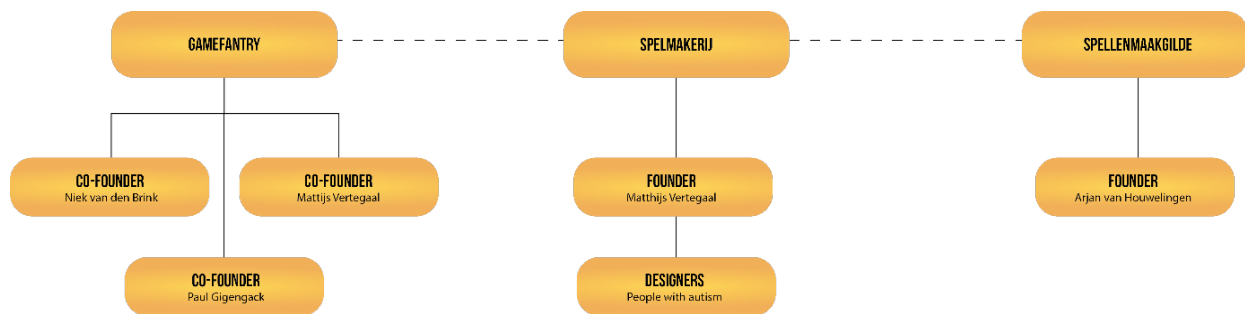 GAMEFANTRY
SPELMAKERIJ
SPELLENMAAKGILDE
CO-FOUNDER
Niek van den Brink
CO-FOUNDER
Mattijs Vertegaal
FOUNDER
Matthijs Vertegaal
FOUNDER
Arjan van Houwelingen
CO-FOUNDER
Paul Gigengack
DESIGNERS
People with autism